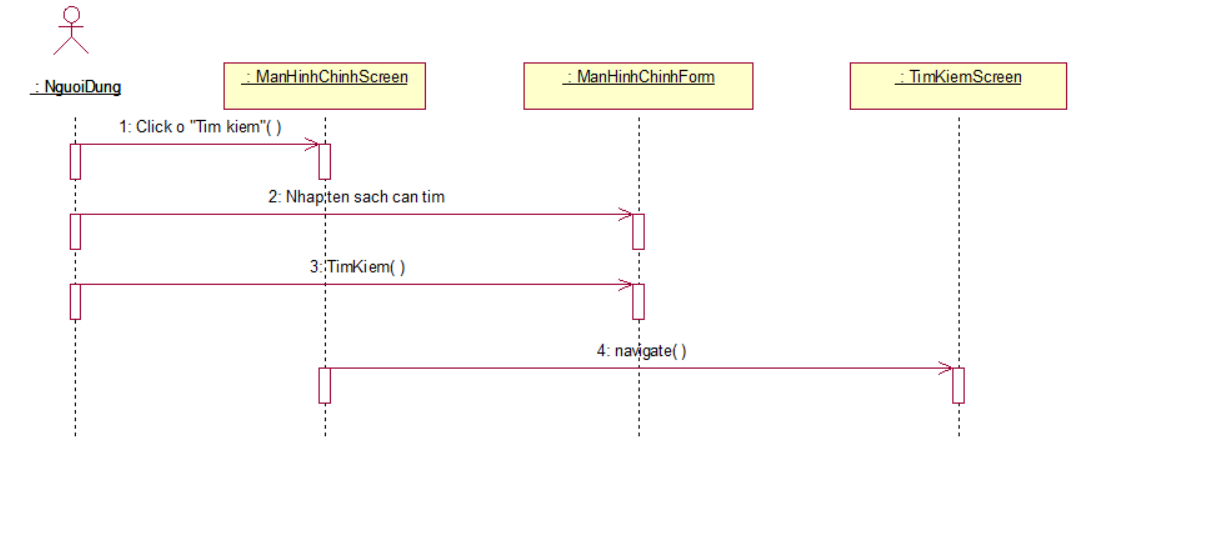 : NguoiDung
: ManHinhChinhScreen
: ManHinhChinhForm
: TimKiemScreen
1: Click o "Tim kiem"( )
2: Nhap ten sach can tim
3: TimKiem( )
4: navigate( )